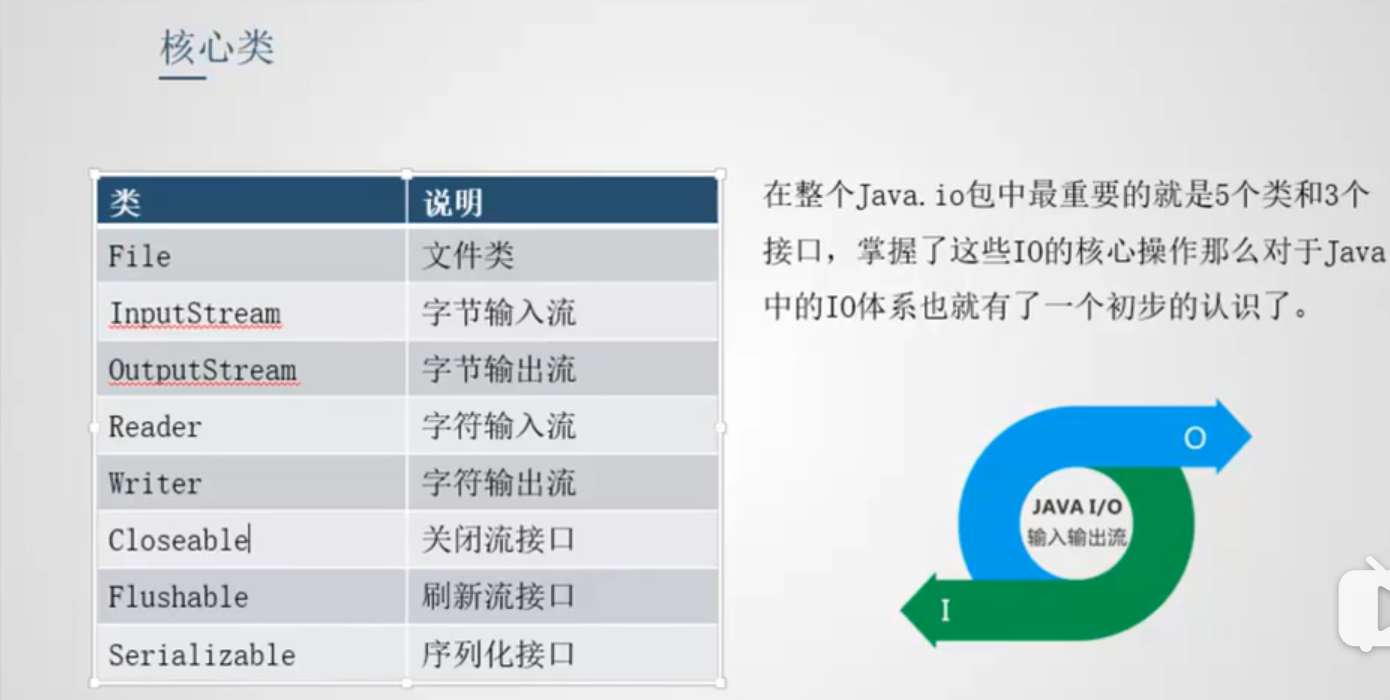 核心类
类 说明
File 文件类
InputStream 字节输入流
OutputStream 字节输出流
Reader 字符输入流
Writer 字符输出流
Closeable 关闭流接口
Flushable 刷新流接口
Serializable 序列化接口
在整个Java.io包中最重要的就是5个类和3个
接口，掌握了这些IO的核心操作那么对于Java
中的IO体系也就有了一个初步的认识了。
O
JAVA I/O
输入输出流
I